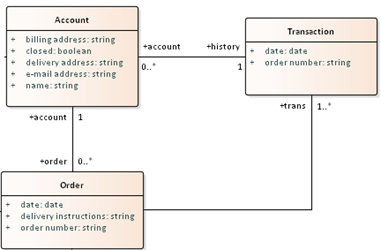 Account
+ billing address: string
+ closed: boolean
+ delivery address: string
+ e-mail address: string
+ name: string
+account
+history
0..*
1
Transaction
+ date: date
+ order number: string
+account 1
+trans 1..*
+order 0..*
Order
+ date: date
+ delivery instructions: string
+ order number: string